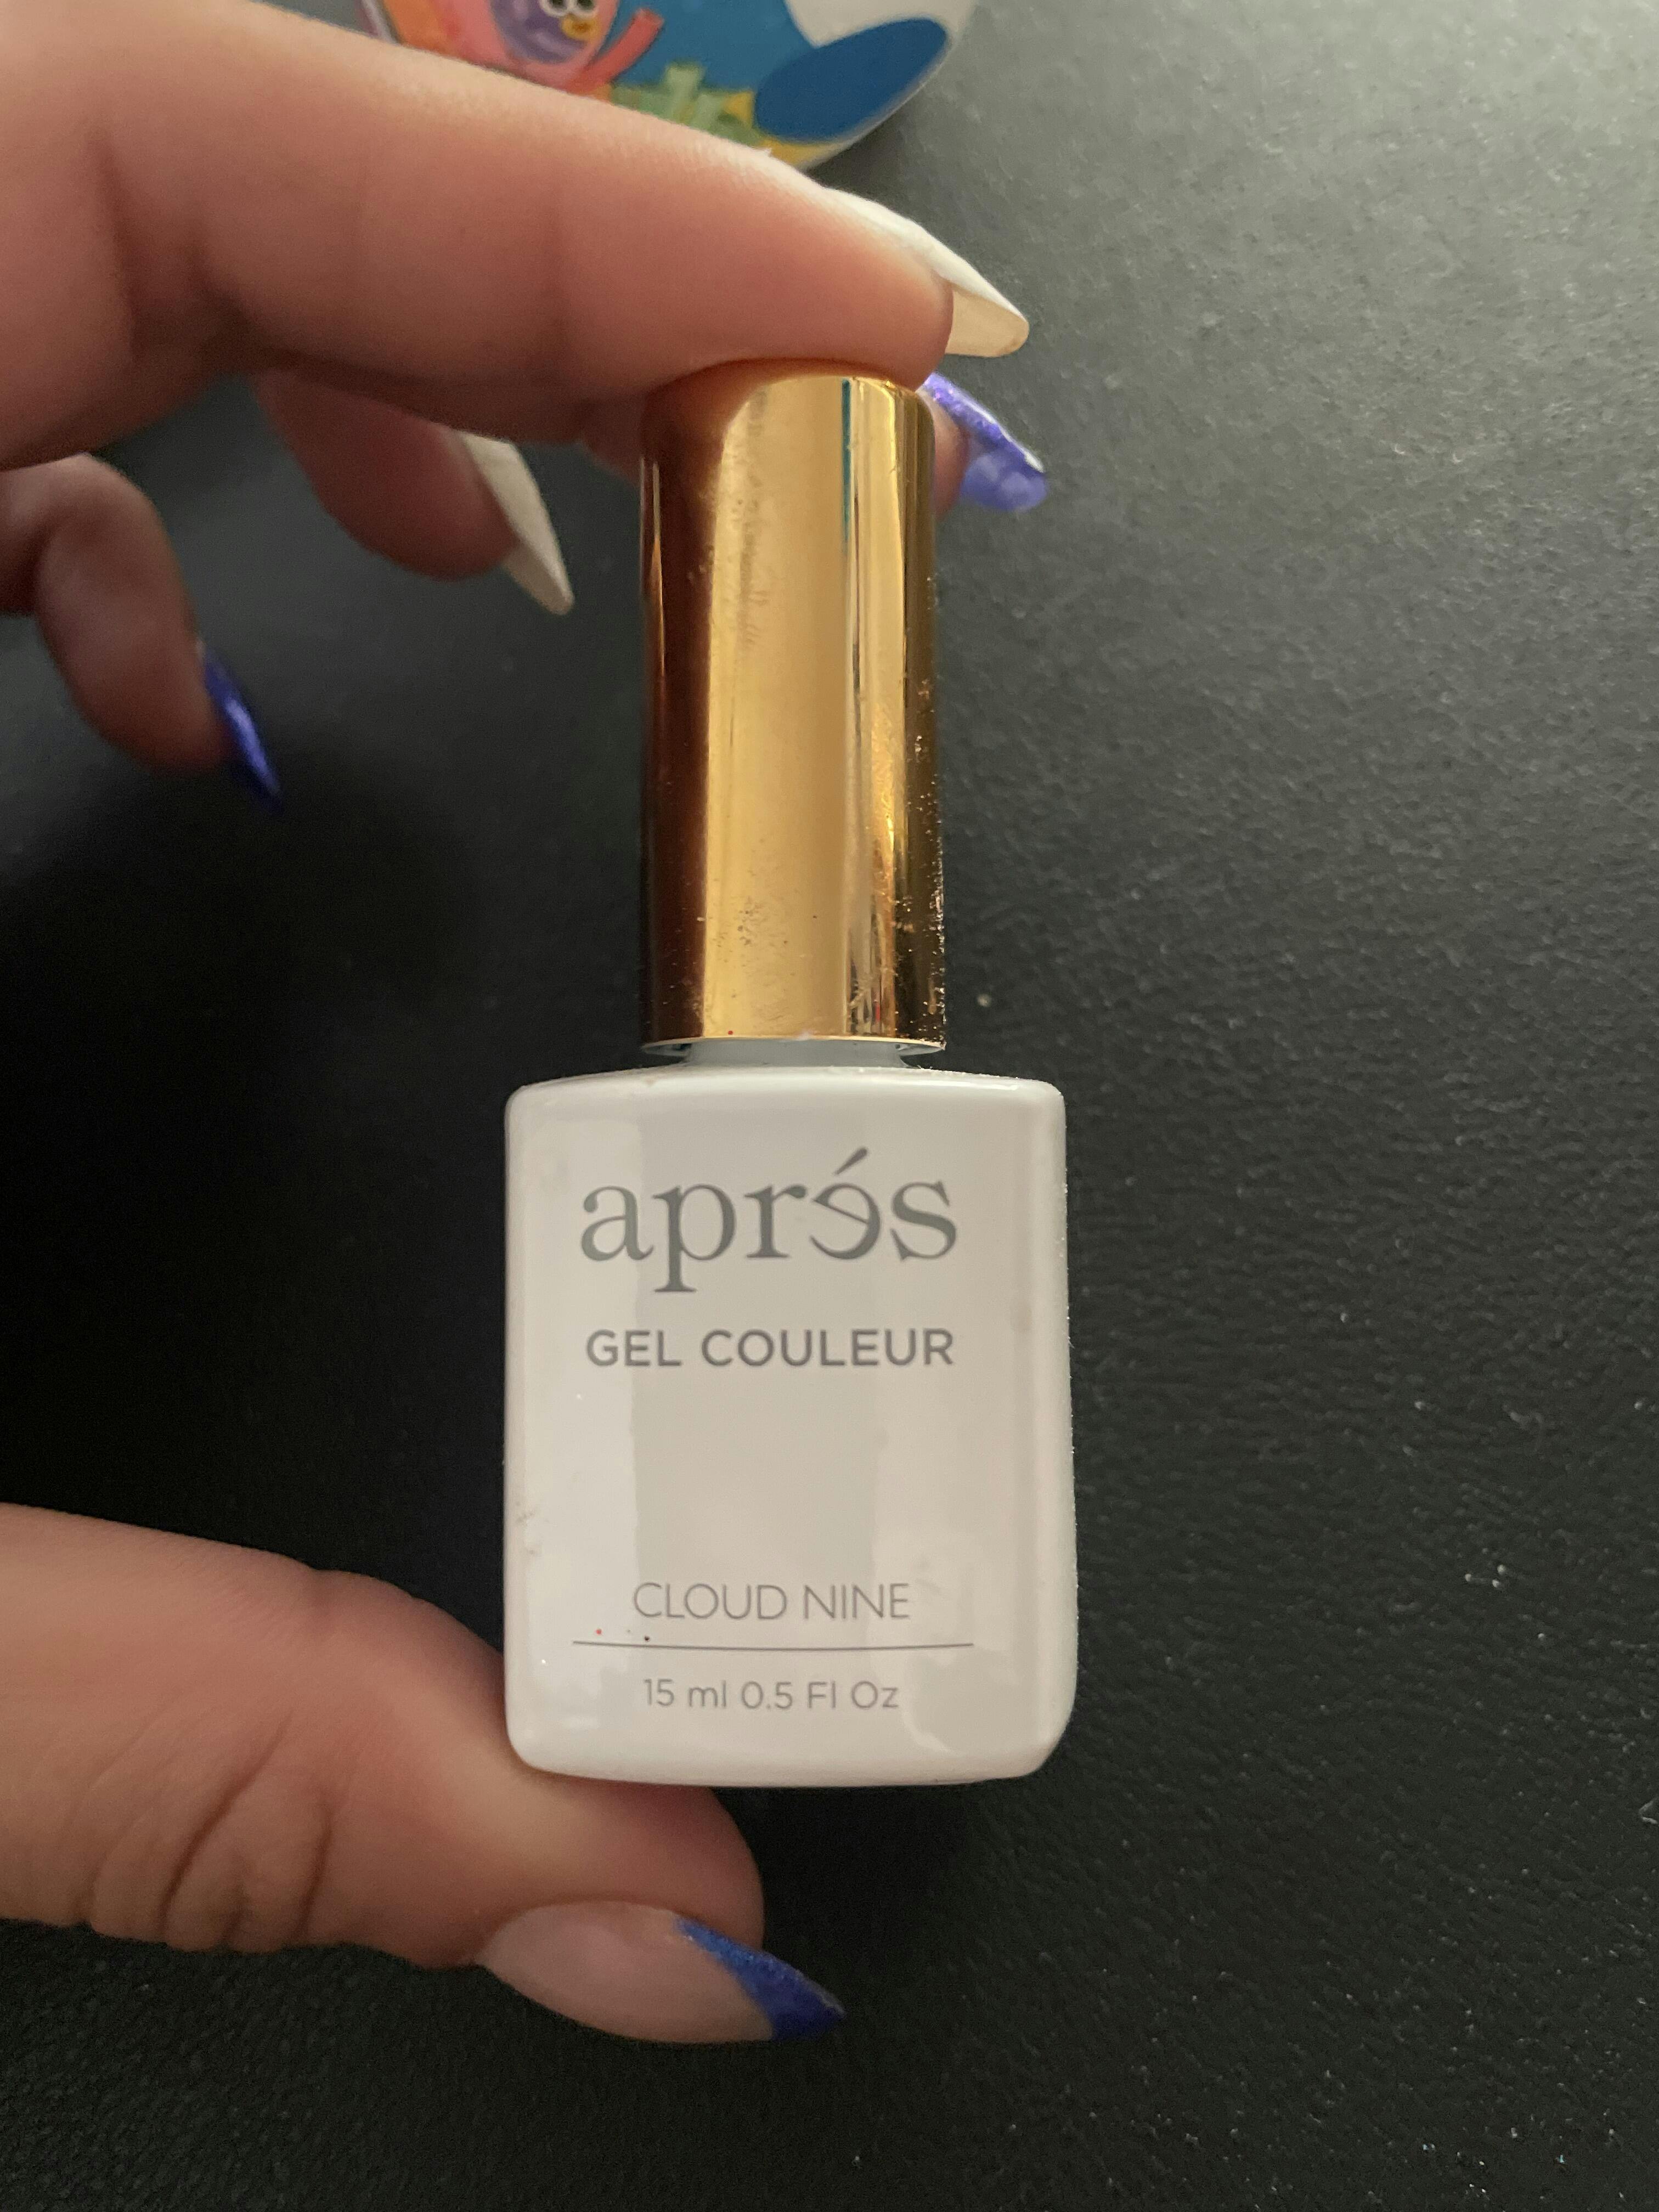 aprés
GEL COULEUR
CLOUD NINE
15 ml 0.5 Fl Oz